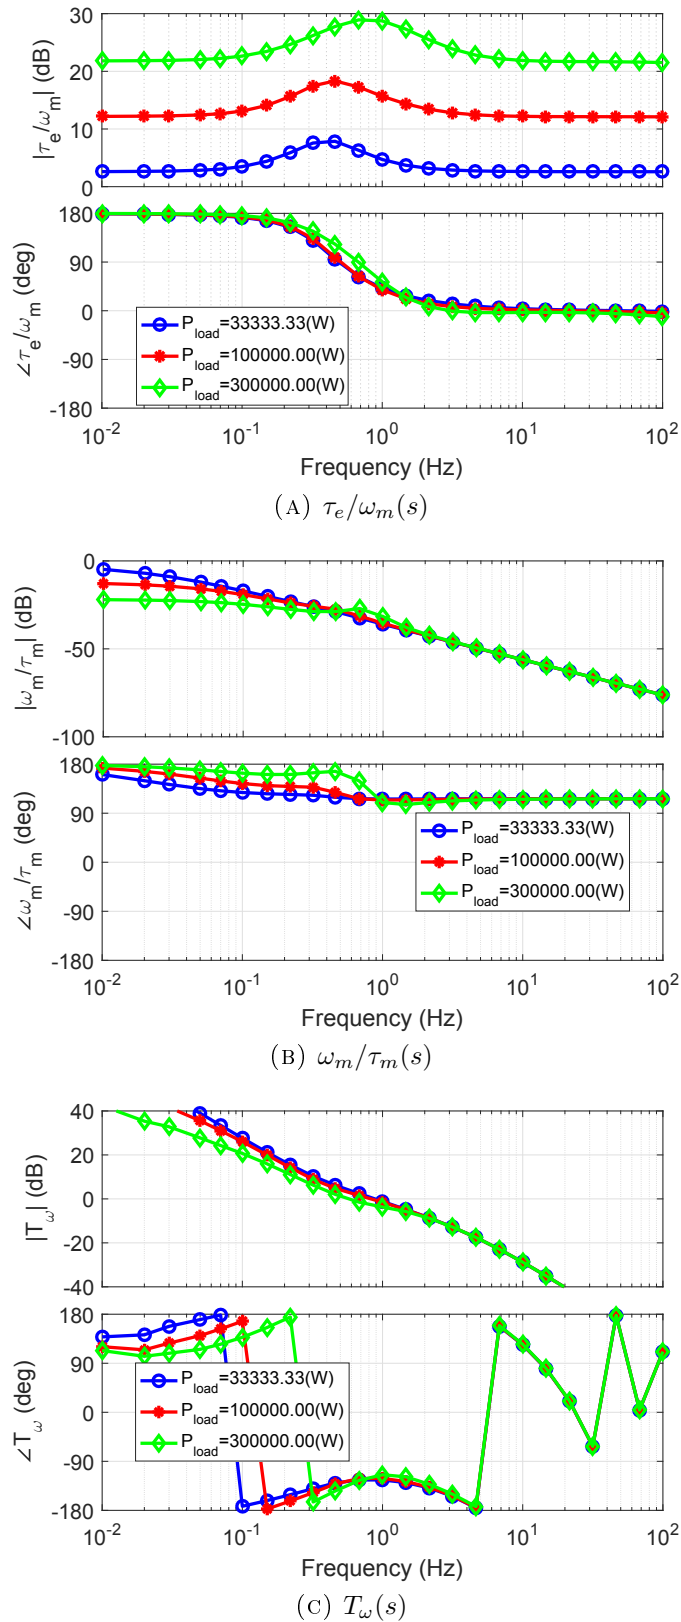 30
20
10
0
|τe/ωm| (dB)
180
90
0
-90
-180
∠τe/ωm (deg)
Pload=33333.33(W)
Pload=100000.00(W)
Pload=300000.00(W)
10-2 10-1 100 101 102
Frequency (Hz)
(A) τe/ωm(s)
0
-50
-100
|ωm/τm| (dB)
180
90
0
-90
-180
∠ωm/τm (deg)
Pload=33333.33(W)
Pload=100000.00(W)
Pload=300000.00(W)
10-2 10-1 100 101 102
Frequency (Hz)
(B) ωm/τm(s)
40
20
0
-20
-40
|Tω| (dB)
180
90
0
-90
-180
∠Tω (deg)
Pload=33333.33(W)
Pload=100000.00(W)
Pload=300000.00(W)
10-2 10-1 100 101 102
Frequency (Hz)
(C) Tω(s)